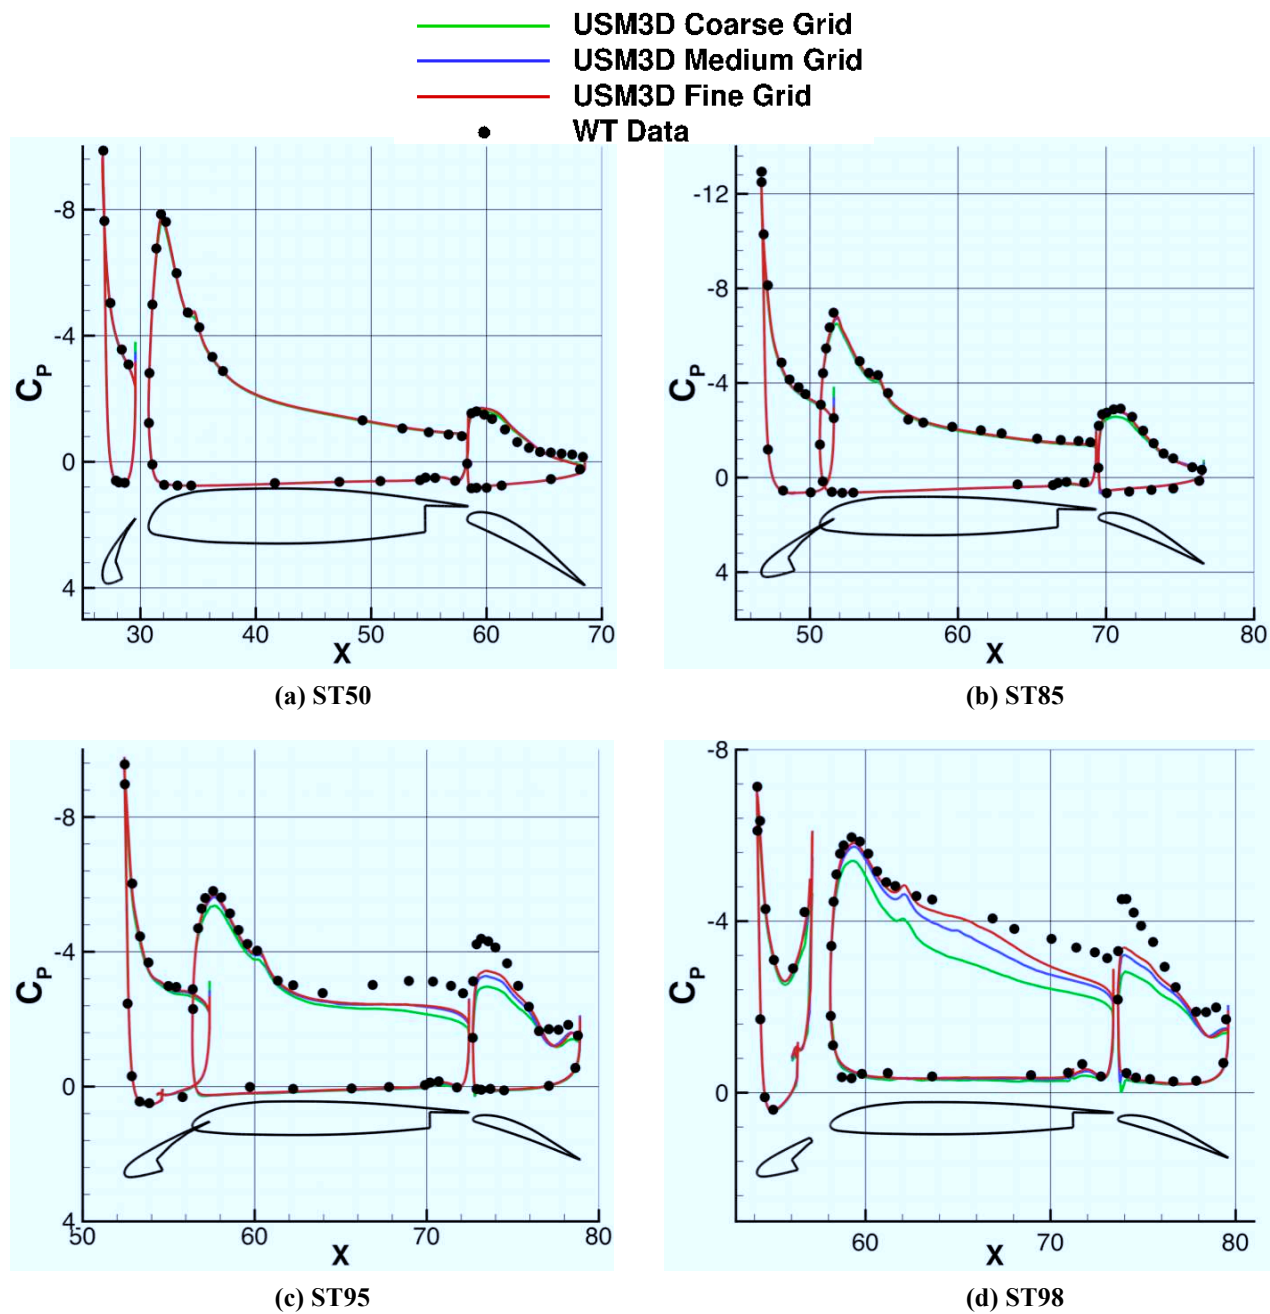 USM3D Coarse Grid
USM3D Medium Grid
USM3D Fine Grid
WT Data
-8
-4
0
4
CP
30
40
50
60
70
X
(a) ST50
-12
-8
-4
0
4
CP
50
60
70
80
X
(b) ST85
-8
-4
0
4
CP
50
60
70
80
X
(c) ST95
-8
-4
0
CP
60
70
80
X
(d) ST98